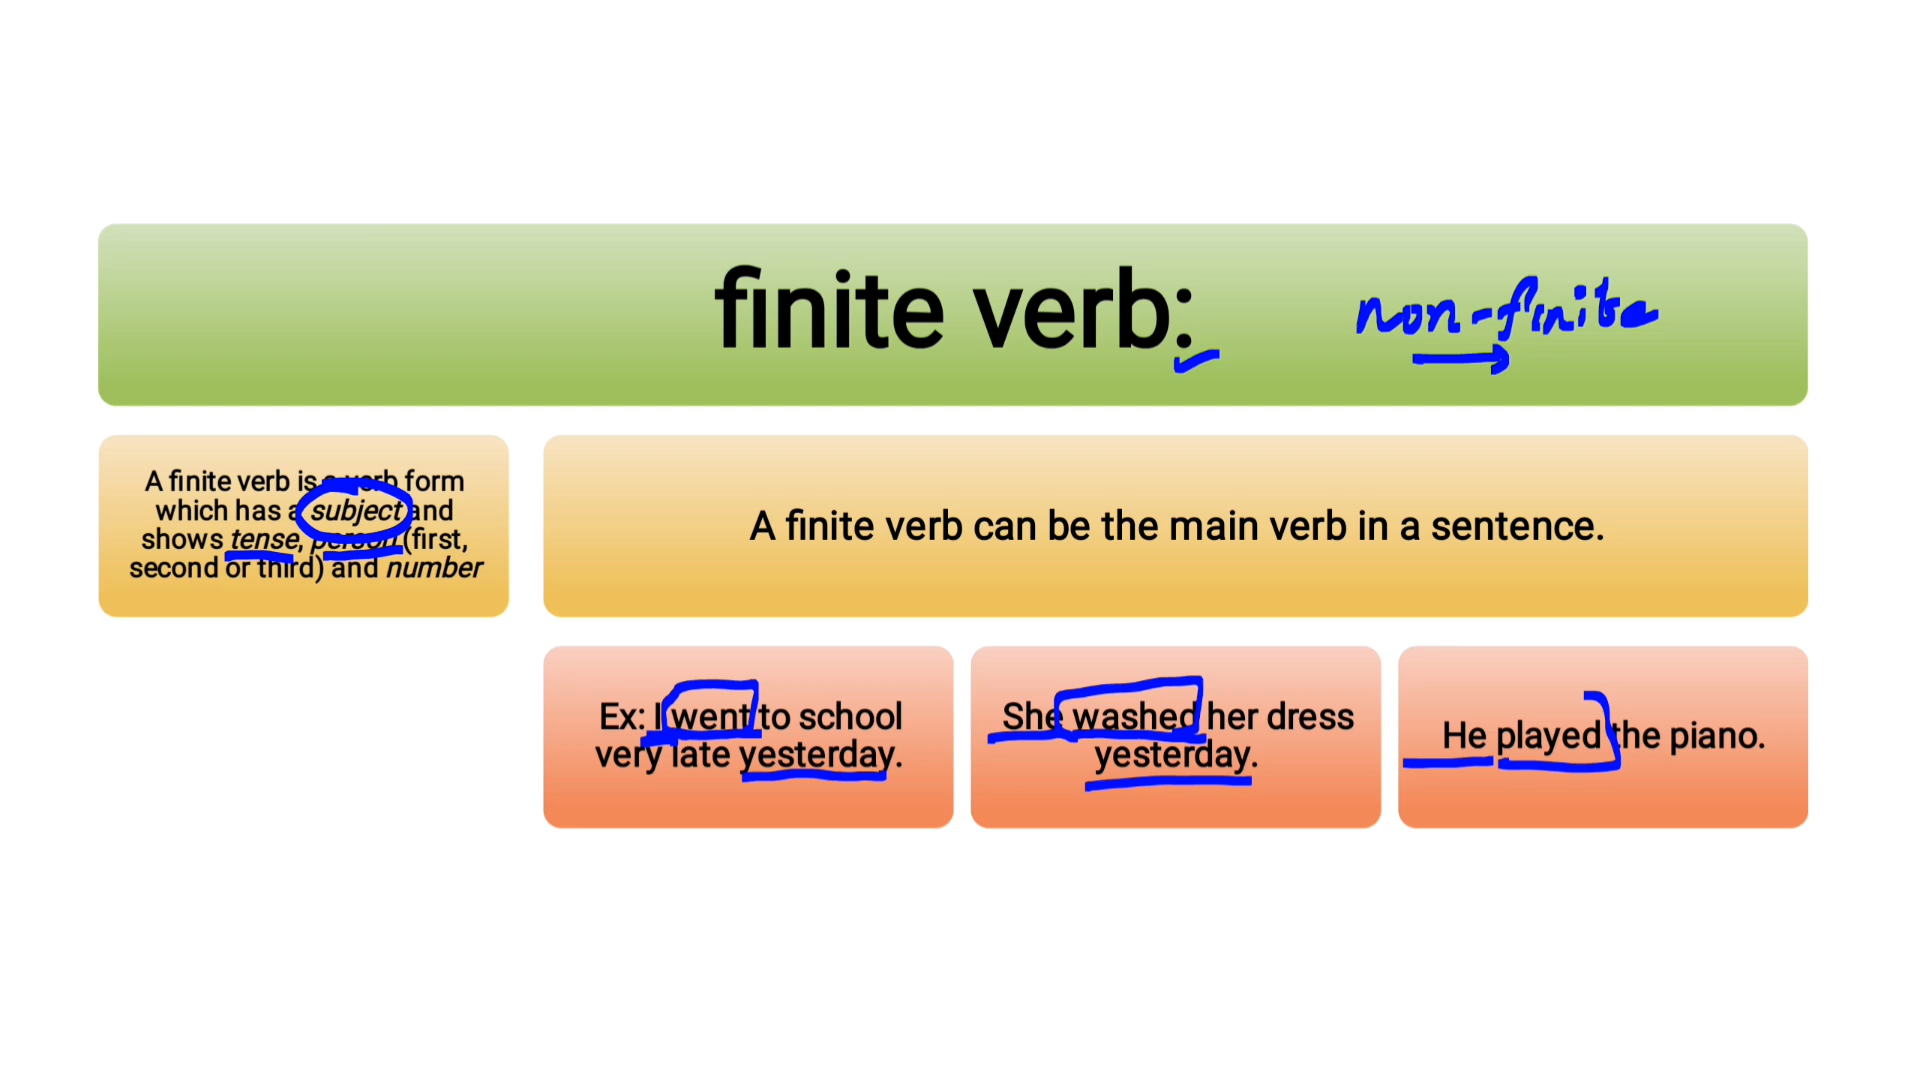 finite verb:
non-finite
A finite verb is a verb form
which has a subject and
shows tense, person (first,
second or third) and number
A finite verb can be the main verb in a sentence.
Ex: I went to school
very late yesterday.
She washed her dress
yesterday.
He played the piano.